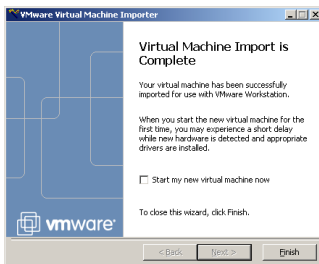 VMware Virtual Machine Importer
Virtual Machine Import is
Complete
Your virtual machine has been successfully
imported for use with VMware Workstation.
When you start the new virtual machine for the
first time, you may experience a short delay
while new hardware is detected and appropriate
drivers are installed.
Start my new virtual machine now
To close this wizard, click Finish.
vmware
< Back
Next >
Finish